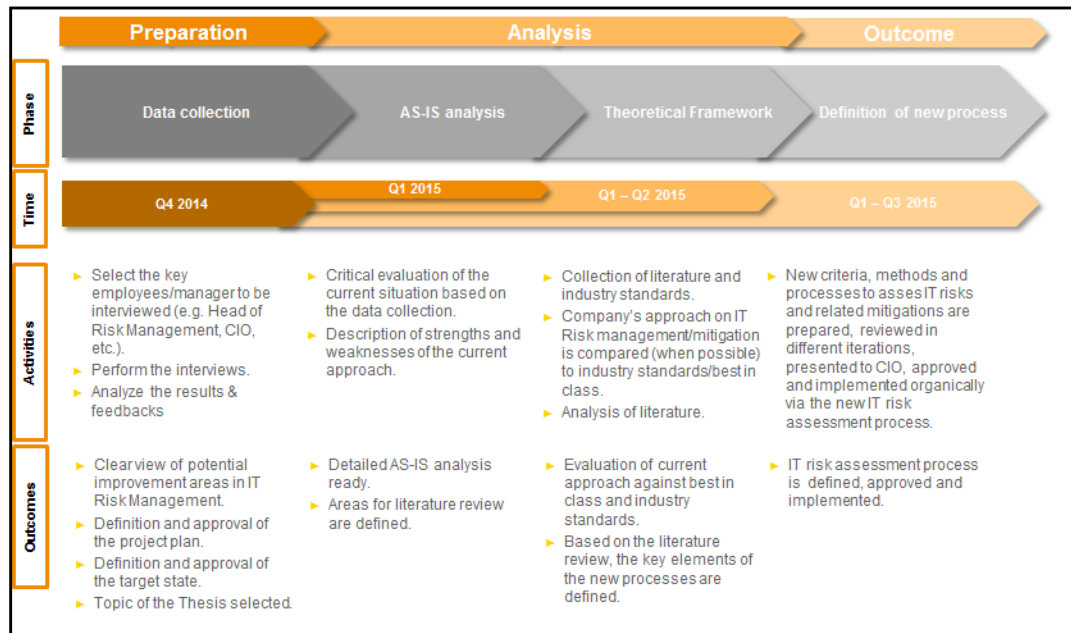 Preparation
Analysis
Outcome
Phase
Data collection
AS-IS analysis
Theoretical Framework
Definition of new process
Time
Q4 2014
Q1 2015
Q1 – Q2 2015
Q1 – Q3 2015
Activities
► Select the key
employees/manager to be
interviewed (e.g. Head of
Risk Management, CIO,
etc.).
► Perform the interviews.
► Analyze the results &
feedbacks
► Critical evaluation of the
current situation based on
the data collection.
► Description of strengths and
weaknesses of the current
approach.
► Collection of literature and
industry standards.
► Company's approach on IT
Risk management/mitigation
is compared (when possible)
to industry standards/best in
class.
► Analysis of literature.
► New criteria, methods and
processes to asses IT risks
and related mitigations are
prepared, reviewed in
different iterations,
presented to CIO, approved
and implemented organically
via the new IT risk
assessment process.
Outcomes
► Clear view of potential
improvement areas in IT
Risk Management.
► Definition and approval of
the project plan.
► Definition and approval of
the target state.
► Topic of the Thesis selected.
► Detailed AS-IS analysis
ready.
► Areas for literature review
are defined.
► Evaluation of current
approach against best in
class and industry
standards.
► Based on the literature
review, the key elements of
the new processes are
defined.
► IT risk assessment process
is defined, approved and
implemented.